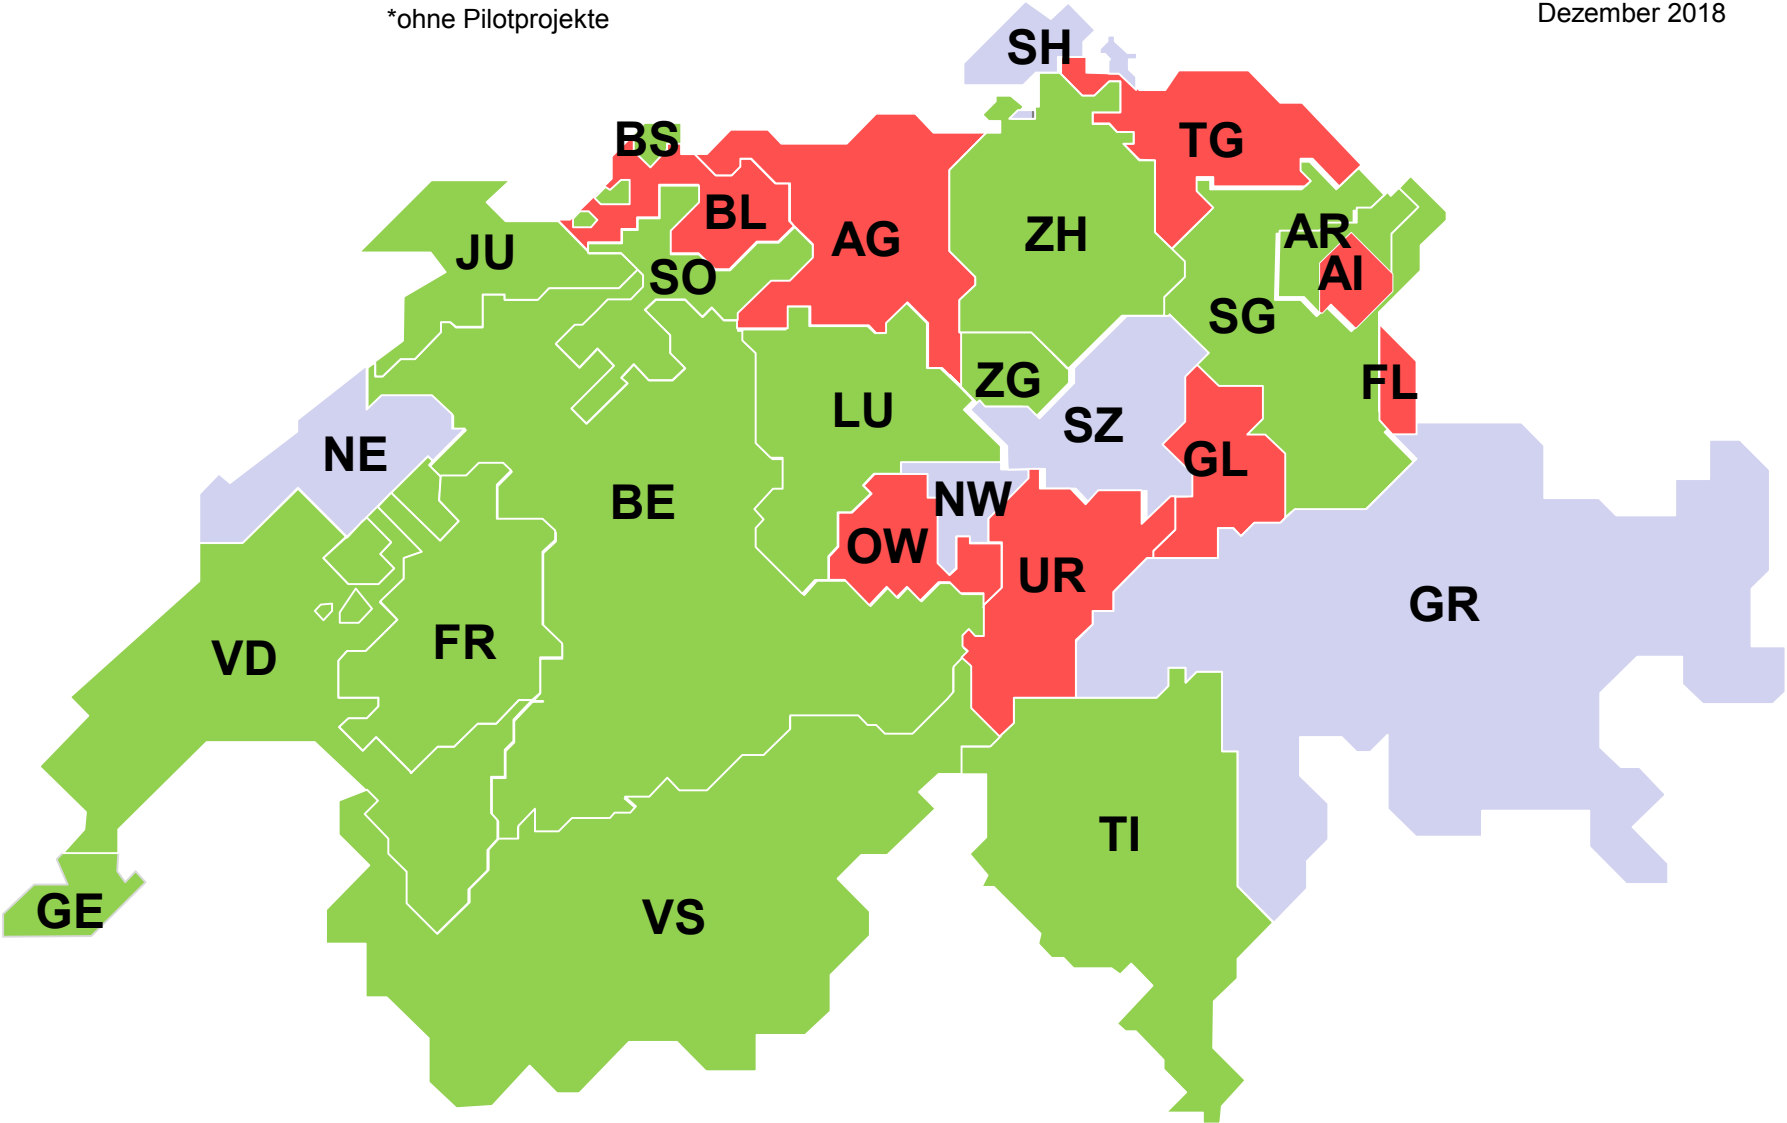 *ohne Pilotprojekte
Dezember 2018
SH
BS
TG
BL
AG
ZH
AR
JU
SO
AI
SG
ZG
FL
LU
SZ
NE
GL
BE
NW
OW
UR
GR
FR
VD
TI
GE
VS